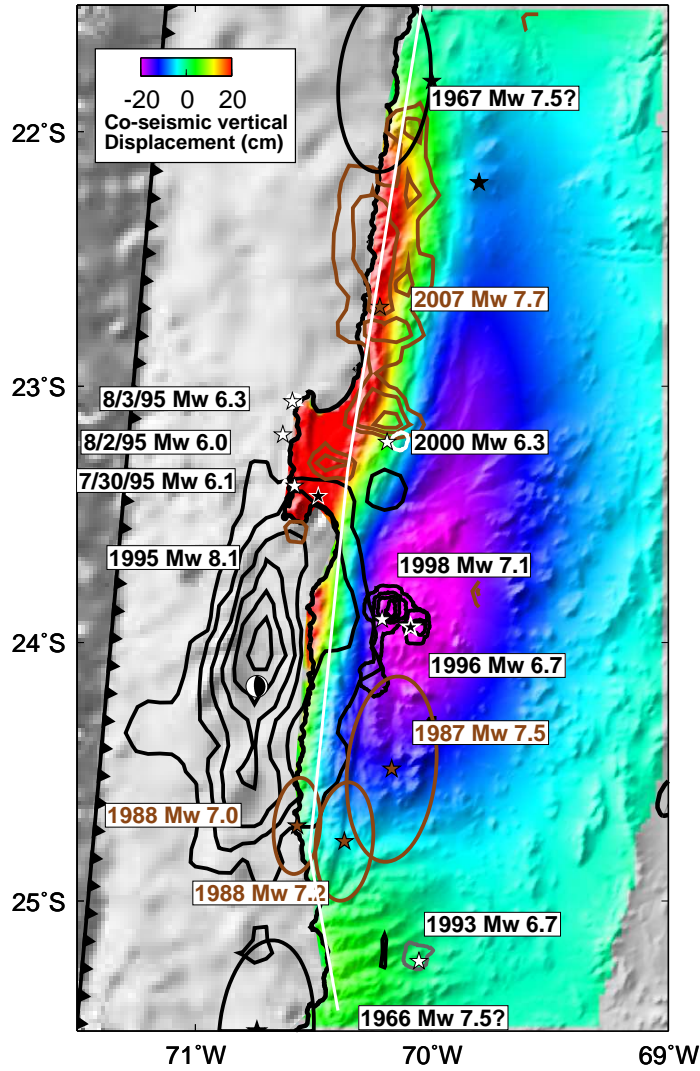 -20 0 20
Co-seismic vertical
Displacement (cm)
1967 Mw 7.5?
22°S
2007 Mw 7.7
23°S
8/3/95 Mw 6.3
8/2/95 Mw 6.0
2000 Mw 6.3
7/30/95 Mw 6.1
1995 Mw 8.1
1998 Mw 7.1
24°S
1996 Mw 6.7
1987 Mw 7.5
1988 Mw 7.0
1988 Mw 7.2
25°S
1993 Mw 6.7
1966 Mw 7.5?
71°W 70°W 69°W